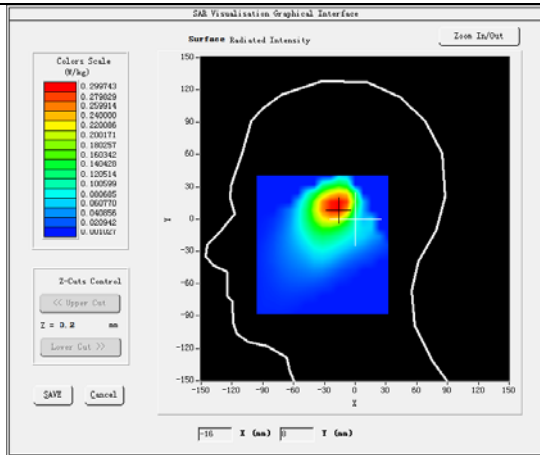 SAR Visualisation Graphical Interface
Surface Radiated Intensity
Zoom In/Out
Colors Scale
(W/kg)
0.299743
0.279829
0.259914
0.240000
0.220086
0.200171
0.180257
0.160342
0.140428
0.120514
0.100599
0.080685
0.060770
0.040856
0.020942
0.001027
Z-Cuts Control
<< Upper Cut
Z = 0.2 mm
Lower Cut >>
SAVE Cancel
150
120
90
60
30
0
-30
-60
-90
-120
-150
Y
-150 -120 -90 -60 -30 0 30 60 90 120 150
X
-16 X (mm) 8 Y (mm)